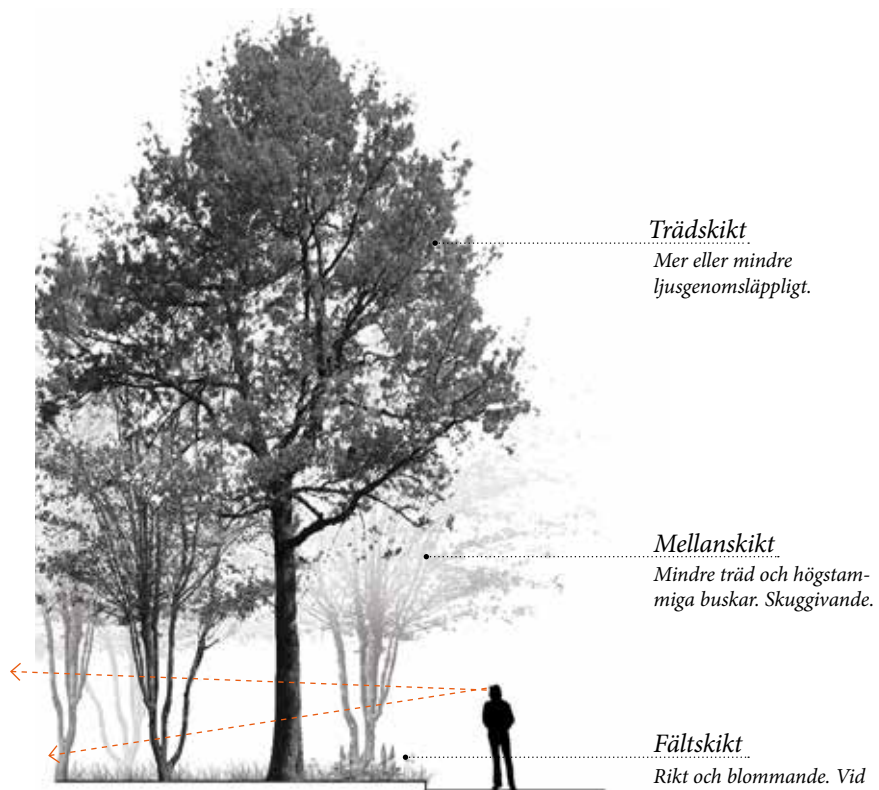 Trädskikt
Mer eller mindre
ljusgenomsläppligt.
Mellanskikt
Mindre träd och högstam-
miga buskar. Skuggivande.
Fältskikt
Rikt och blommande. Vid